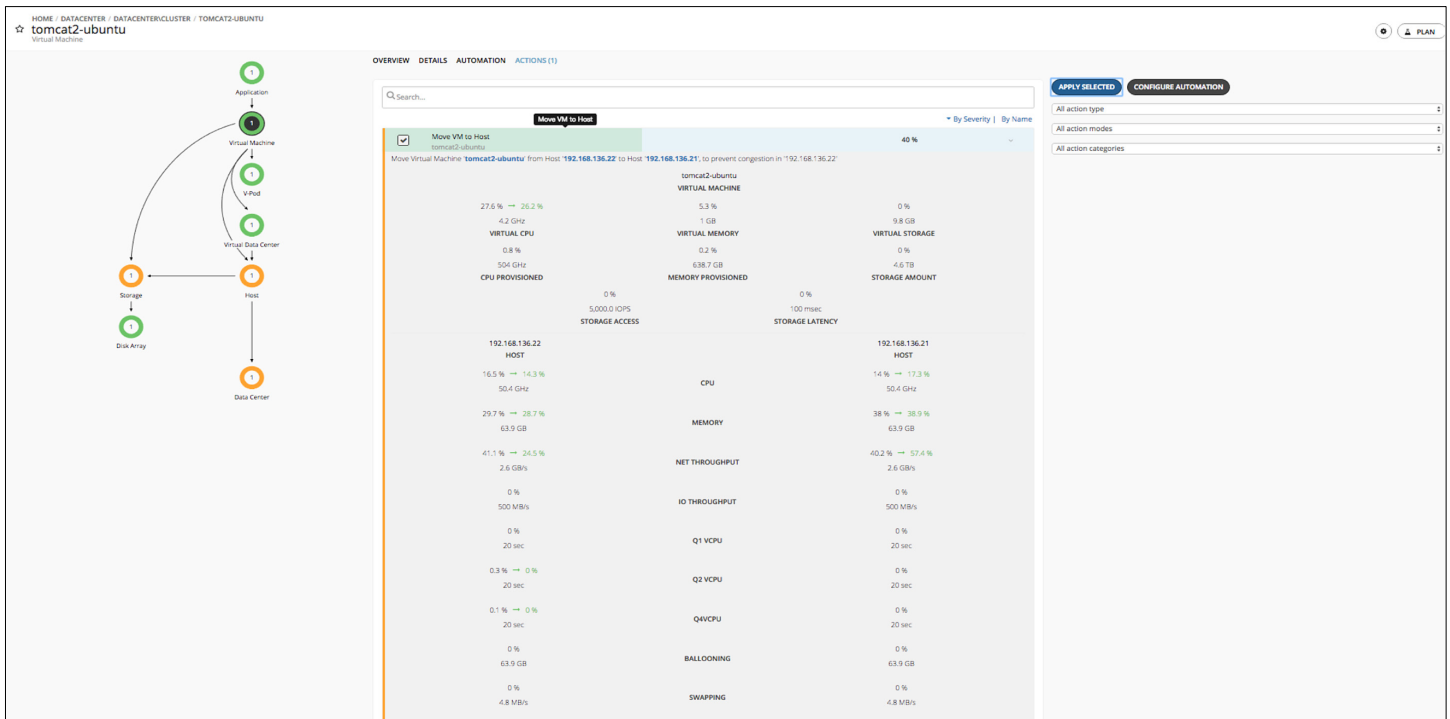 HOME / DATACENTER / DATACENTER\CLUSTER / TOMCAT2-UBUNTU
tomcat2-ubuntu
Virtual Machine
PLAN
1
Application
1
Virtual Machine
1
V-Pod
1
Virtual Data Center
1
Storage
1
Host
1
Disk Array
1
Data Center
OVERVIEW DETAILS AUTOMATION ACTIONS (1)
Search...
Move VM to Host
By Severity | By Name
Move VM to Host
tomcat2-ubuntu
40 %
Move Virtual Machine 'tomcat2-ubuntu' from Host '192.168.136.22' to Host '192.168.136.21', to prevent congestion in '192.168.136.22'
tomcat2-ubuntu
VIRTUAL MACHINE
27.6 % → 26.2 % 5.3 % 0 %
4.2 GHz 1 GB 9.8 GB
VIRTUAL CPU VIRTUAL MEMORY VIRTUAL STORAGE
0.8 % 0.2 % 0 %
504 GHz 638.7 GB 4.6 TB
CPU PROVISIONED MEMORY PROVISIONED STORAGE AMOUNT
0 % 0 %
5,000.0 IOPS 100 msec
STORAGE ACCESS STORAGE LATENCY
192.168.136.22 192.168.136.21
HOST HOST
16.5 % → 14.3 % 14 % → 17.3 %
CPU
50.4 GHz 50.4 GHz
29.7 % → 28.7 % 38 % → 38.9 %
MEMORY
63.9 GB 63.9 GB
41.1 % → 24.5 % 40.2 % → 57.4 %
NET THROUGHPUT
2.6 GB/s 2.6 GB/s
0 % 0 %
IO THROUGHPUT
500 MB/s 500 MB/s
0 % 0 %
Q1 VCPU
20 sec 20 sec
0.3 % → 0 % 0 %
Q2 VCPU
20 sec 20 sec
0.1 % → 0 % 0 %
Q4VCPU
20 sec 20 sec
0 % 0 %
BALLOONING
63.9 GB 63.9 GB
0 % 0 %
SWAPPING
4.8 MB/s 4.8 MB/s
APPLY SELECTED CONFIGURE AUTOMATION
All action type
All action modes
All action categories